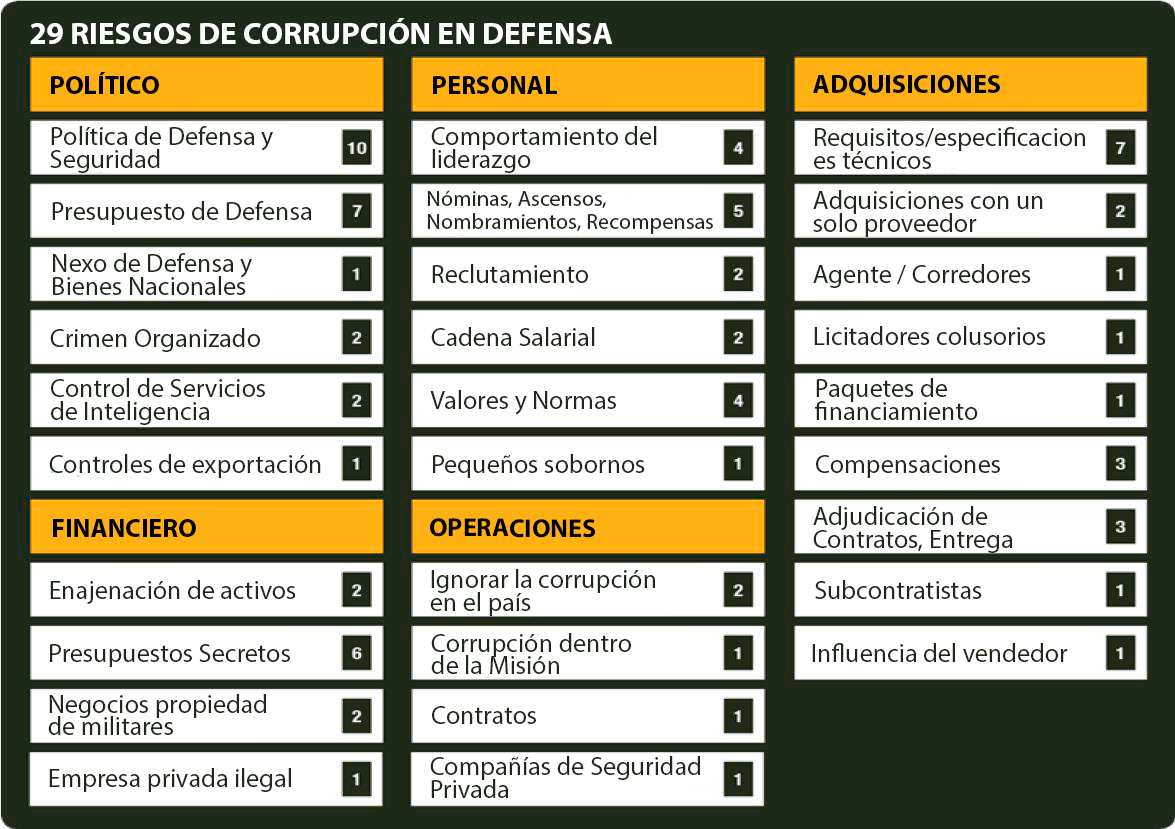 29 RIESGOS DE CORRUPCIÓN EN DEFENSA
POLÍTICO
Política de Defensa y
Seguridad
10
Presupuesto de Defensa
7
Nexo de Defensa y
Bienes Nacionales
1
Crimen Organizado
2
Control de Servicios
de Inteligencia
2
Controles de exportación
1
FINANCIERO
Enajenación de activos
2
Presupuestos Secretos
6
Negocios propiedad
de militares
2
Empresa privada ilegal
1
PERSONAL
Comportamiento del
liderazgo
4
Nóminas, Ascensos,
Nombramientos, Recompensas
5
Reclutamiento
2
Cadena Salarial
2
Valores y Normas
4
Pequeños sobornos
1
OPERACIONES
Ignorar la corrupción
en el país
2
Corrupción dentro
de la Misión
1
Contratos
1
Compañías de Seguridad
Privada
1
ADQUISICIONES
Requisitos/especificacion
es técnicos
7
Adquisiciones con un
solo proveedor
2
Agente / Corredores
1
Licitadores colusorios
1
Paquetes de
financiamiento
1
Compensaciones
3
Adjudicación de
Contratos, Entrega
3
Subcontratistas
1
Influencia del vendedor
1